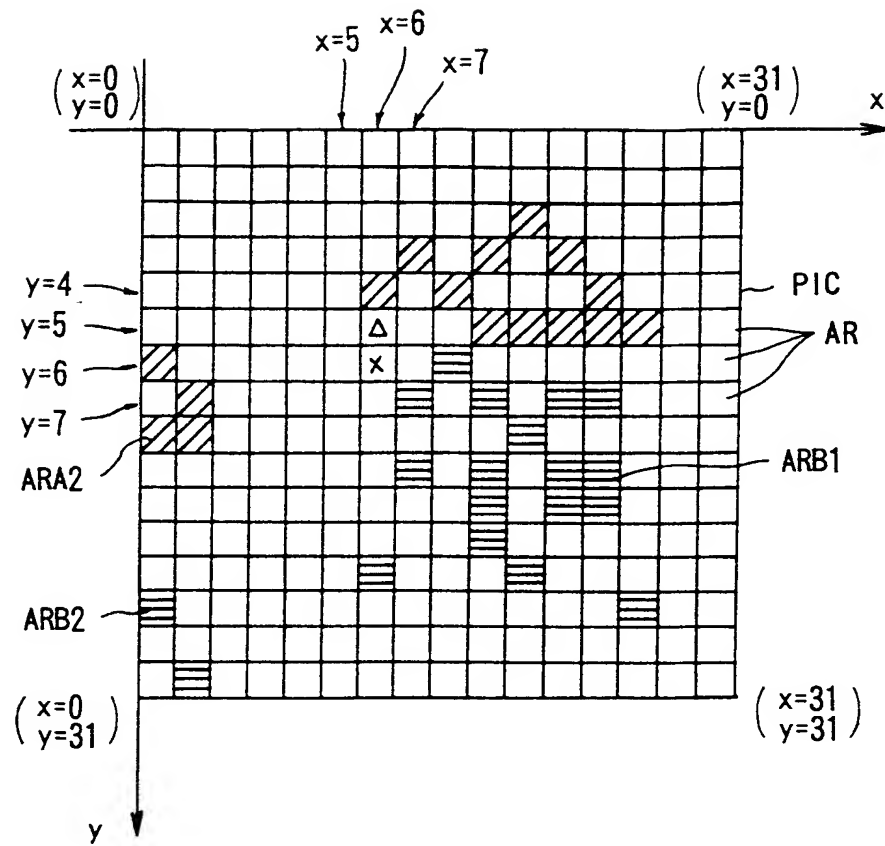 x=5
x=6
x=7
(x=0
y=0)
(x=31
y=0)
x
y=4
PIC
y=5
Δ
AR
y=6
x
y=7
ARA2
ARB1
ARB2
(x=0
y=31)
(x=31
y=31)
y